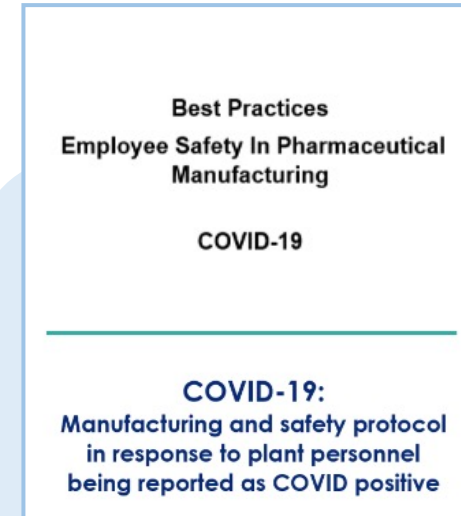 Best Practices
Employee Safety In Pharmaceutical
Manufacturing
COVID-19
COVID-19:
Manufacturing and safety protocol
in response to plant personnel
being reported as COVID positive